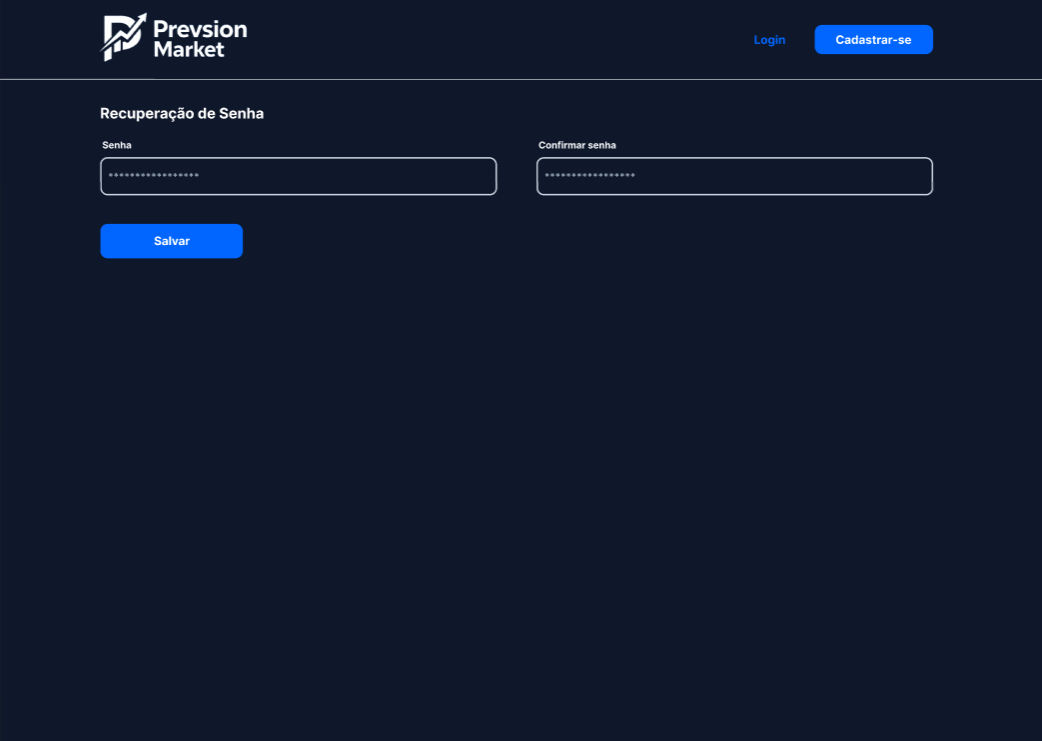 Prevsion
Market
Login
Cadastrar-se
Recuperação de Senha
Senha
Confirmar senha
*****************
*****************
Salvar